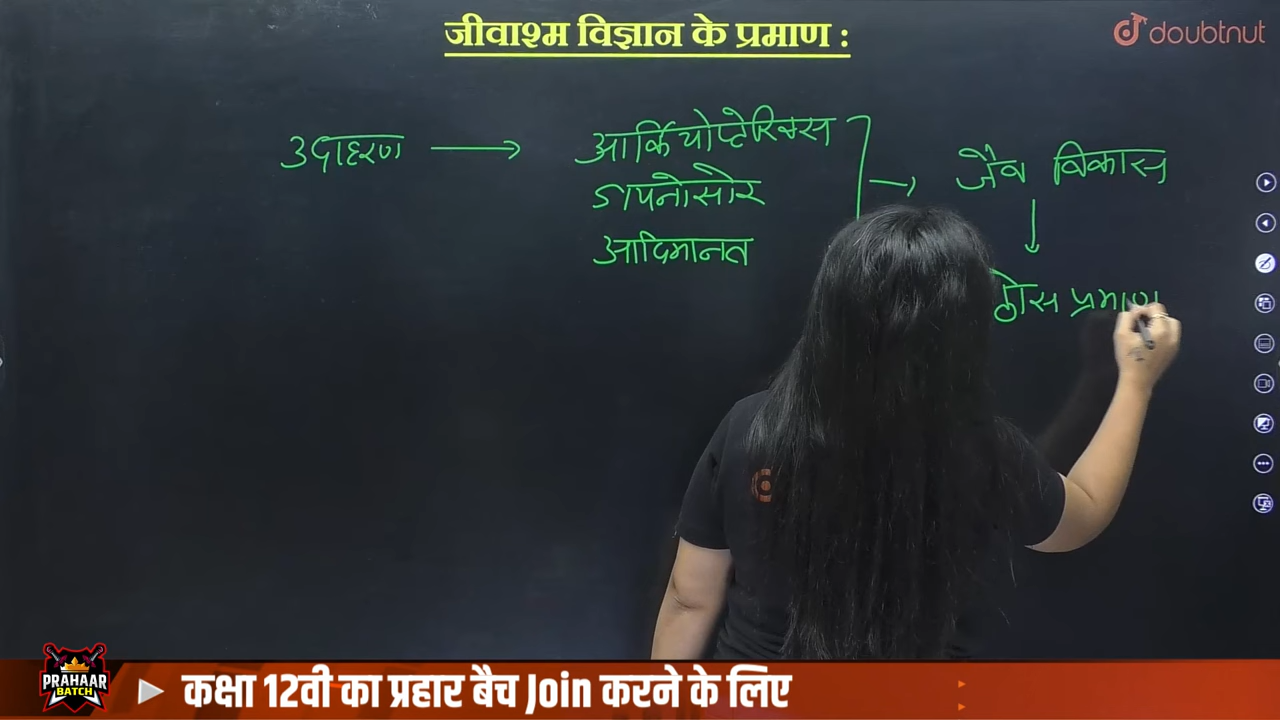 जीवाश्म विज्ञान के प्रमाण :
doubtnut
उदाहरण → आर्कियोप्टेरिक्स → जैव विकास
डायनोसोर
आदिमानव
ठोस प्रमाण
PRAHAAR
BATCH
कक्षा 12वी का प्रहार बैच Join करने के लिए